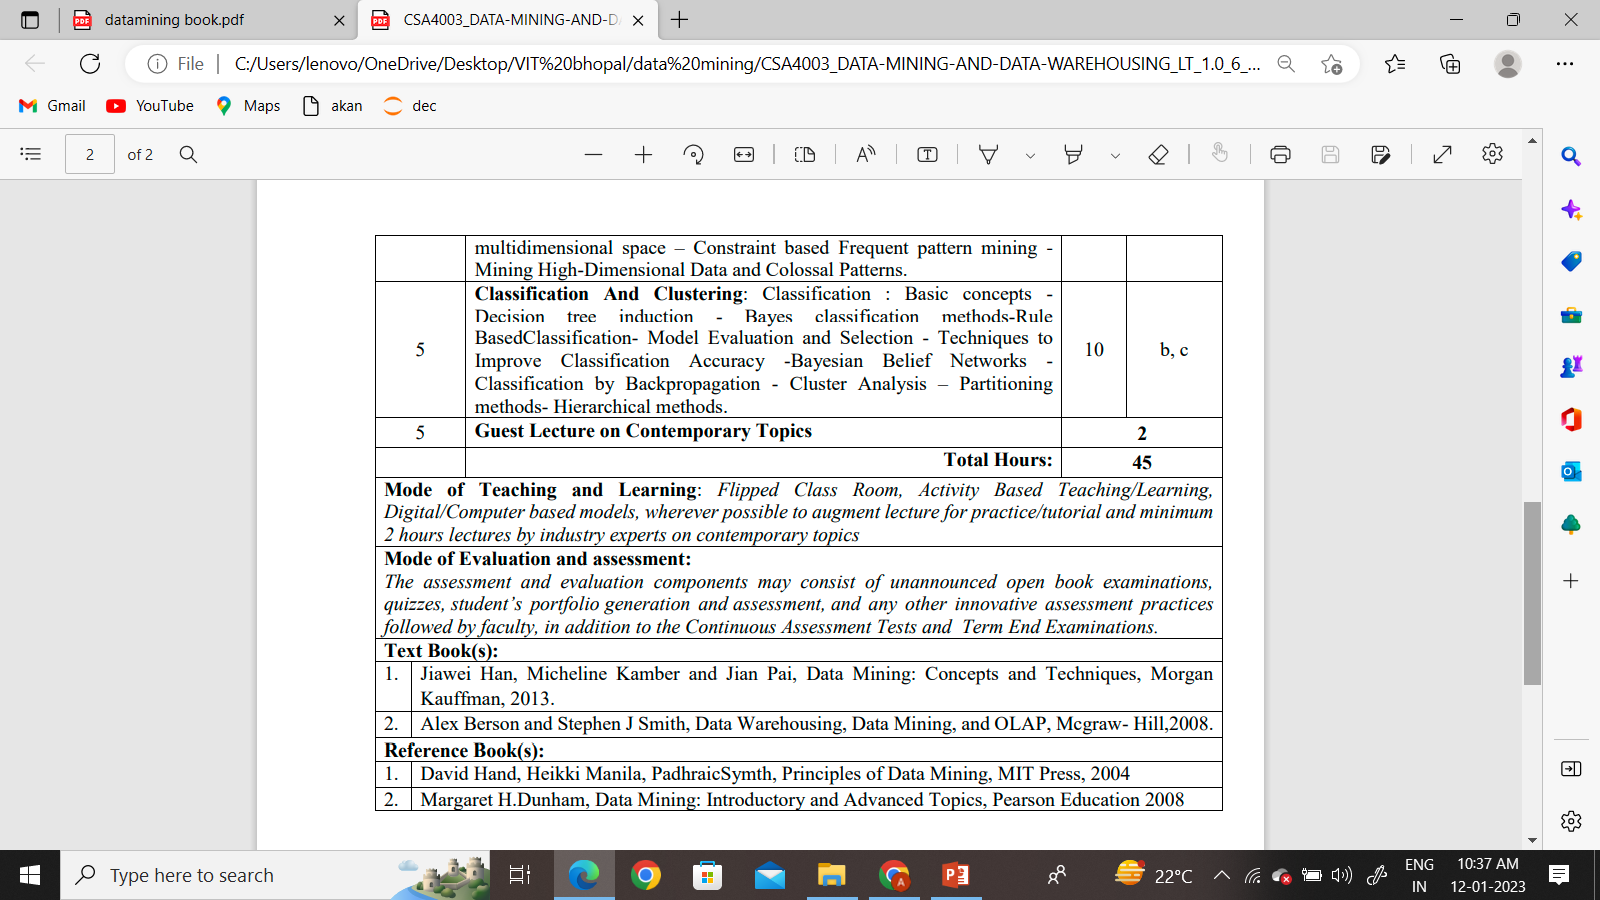 datamining book.pdf
CSA4003_DATA-MINING-AND-D
File
C:/Users/lenovo/OneDrive/Desktop/VIT%20bhopal/data%20mining/CSA4003_DATA-MINING-AND-DATA-WAREHOUSING_LT_1.0_6_...
Gmail YouTube Maps akan dec
2 of 2
multidimensional space – Constraint based Frequent pattern mining -
Mining High-Dimensional Data and Colossal Patterns.
Classification And Clustering: Classification : Basic concepts -
Decision tree induction - Bayes classification methods-Rule
5 BasedClassification- Model Evaluation and Selection - Techniques to 10 b, c
Improve Classification Accuracy -Bayesian Belief Networks -
Classification by Backpropagation - Cluster Analysis – Partitioning
methods- Hierarchical methods.
5 Guest Lecture on Contemporary Topics 2
Total Hours: 45
Mode of Teaching and Learning: Flipped Class Room, Activity Based Teaching/Learning,
Digital/Computer based models, wherever possible to augment lecture for practice/tutorial and minimum
2 hours lectures by industry experts on contemporary topics
Mode of Evaluation and assessment:
The assessment and evaluation components may consist of unannounced open book examinations,
quizzes, student's portfolio generation and assessment, and any other innovative assessment practices
followed by faculty, in addition to the Continuous Assessment Tests and Term End Examinations.
Text Book(s):
1. Jiawei Han, Micheline Kamber and Jian Pai, Data Mining: Concepts and Techniques, Morgan
Kauffman, 2013.
2. Alex Berson and Stephen J Smith, Data Warehousing, Data Mining, and OLAP, Mcgraw- Hill,2008.
Reference Book(s):
1. David Hand, Heikki Manila, PadhraicSymth, Principles of Data Mining, MIT Press, 2004
2. Margaret H.Dunham, Data Mining: Introductory and Advanced Topics, Pearson Education 2008
Type here to search
22°C
ENG
IN
10:37 AM
12-01-2023